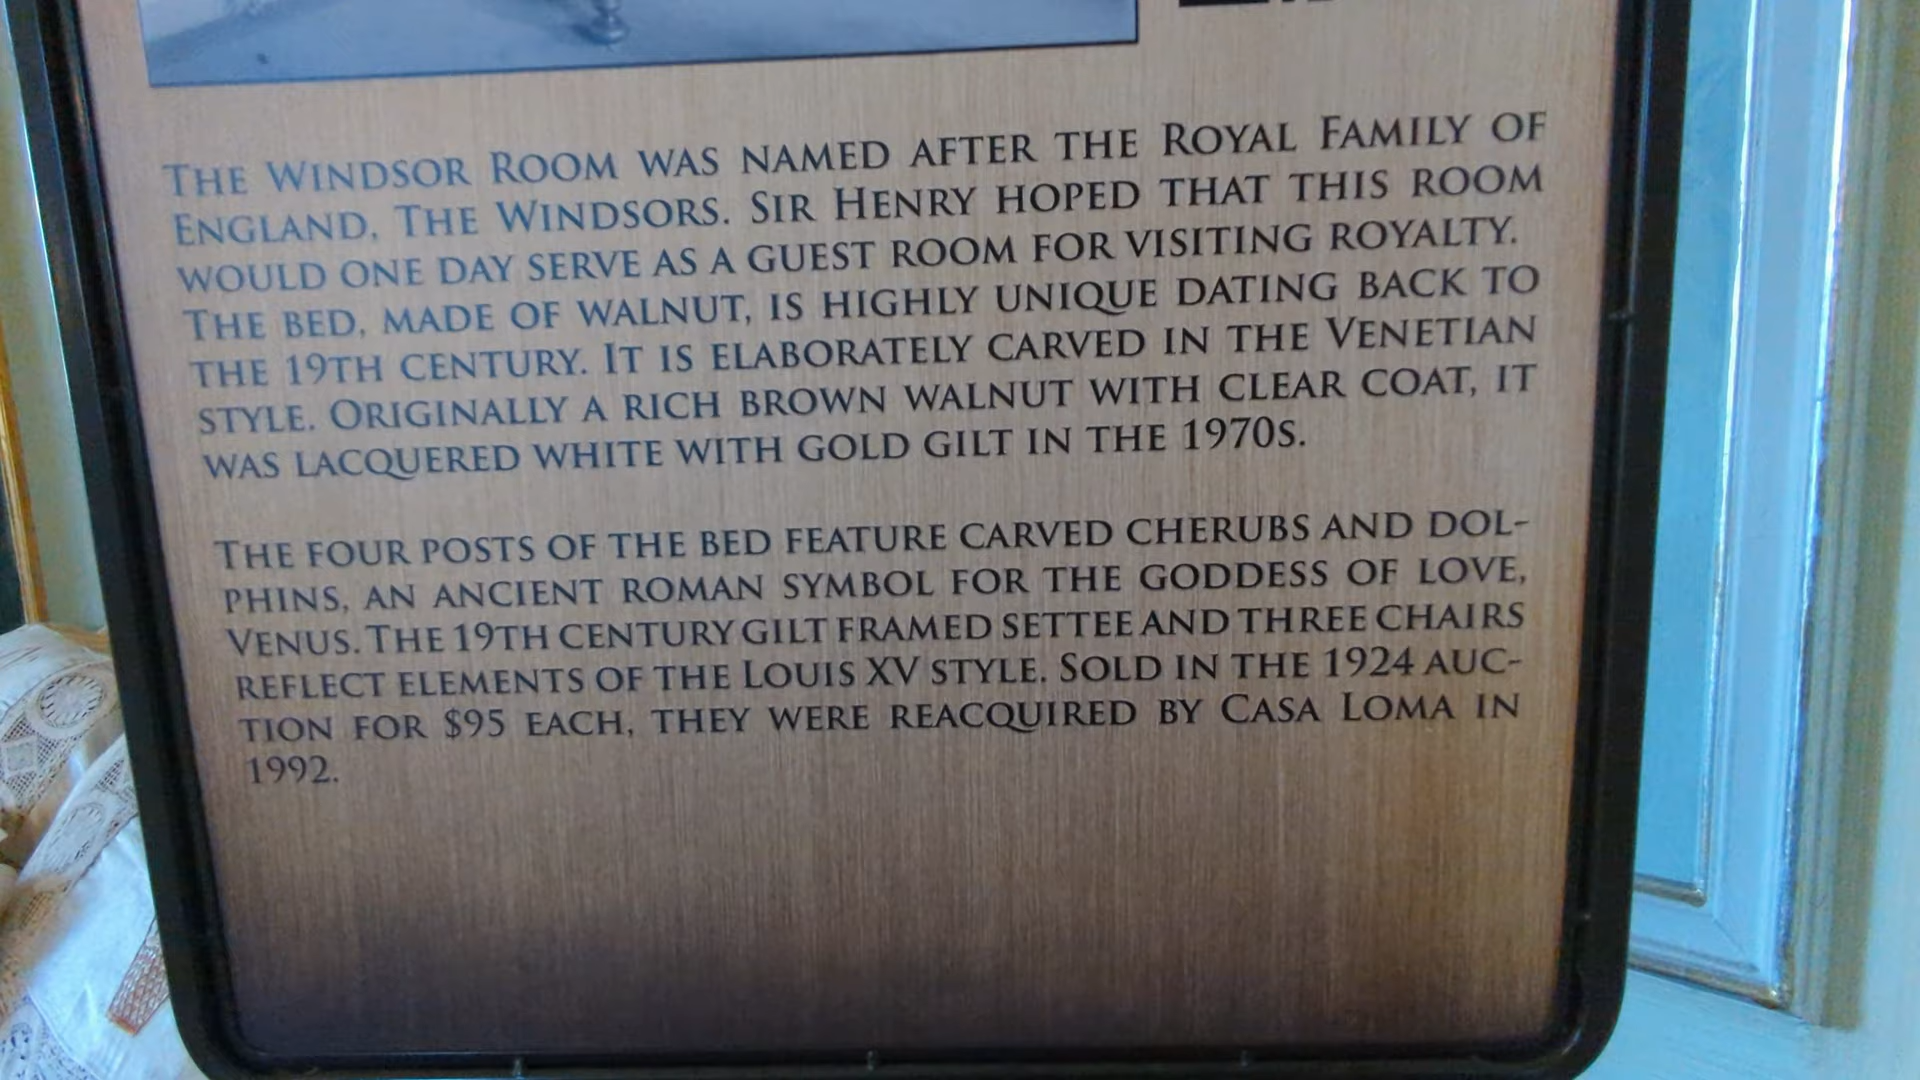 The Windsor Room was named after the Royal Family of
England, The Windsors. Sir Henry hoped that this room
would one day serve as a guest room for visiting royalty.
The bed, made of walnut, is highly unique dating back to
the 19th century. It is elaborately carved in the Venetian
style. Originally a rich brown walnut with clear coat, it
was lacquered white with gold gilt in the 1970s.
The four posts of the bed feature carved cherubs and dol-
phins, an ancient Roman symbol for the goddess of love,
Venus. The 19th century gilt framed settee and three chairs
reflect elements of the Louis XV style. Sold in the 1924 auc-
tion for $95 each, they were reacquired by Casa Loma in
1992.